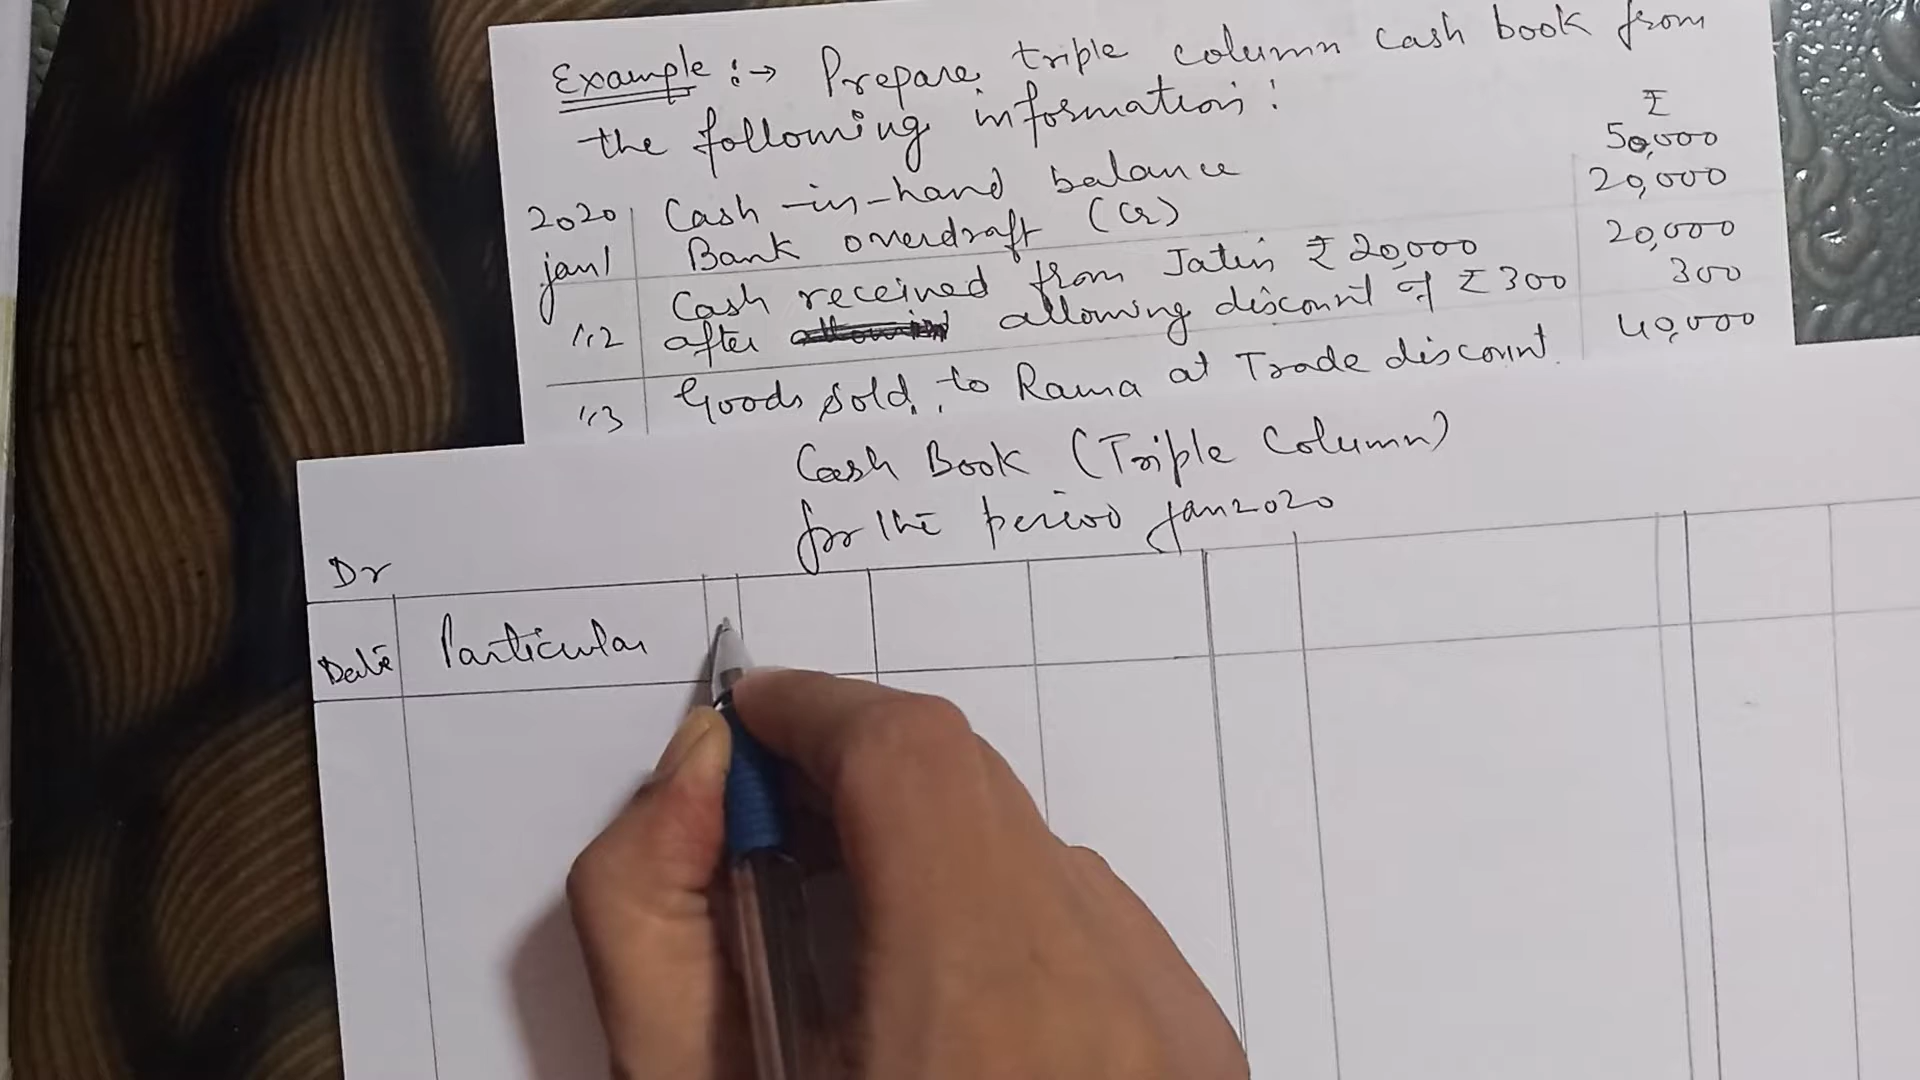 Example :→ Prepare triple column cash book from
the following information :
₹
2020 Cash-in-hand balance 50,000
jan1 Bank overdraft (Cr) 20,000
1,2 Cash received from Jatin ₹ 20,000 20,000
after allowing discount of ₹ 300 300
1,3 Goods sold to Rama at Trade discount. 40,000
Cash Book (Triple Column)
for the period jan 2020
Dr
Date Particular